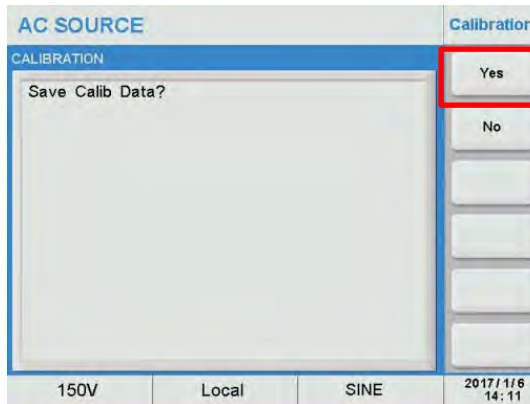 AC SOURCE
Calibration
CALIBRATION
Save Calib Data?
Yes
No
150V
Local
SINE
2017/1/6
14:11